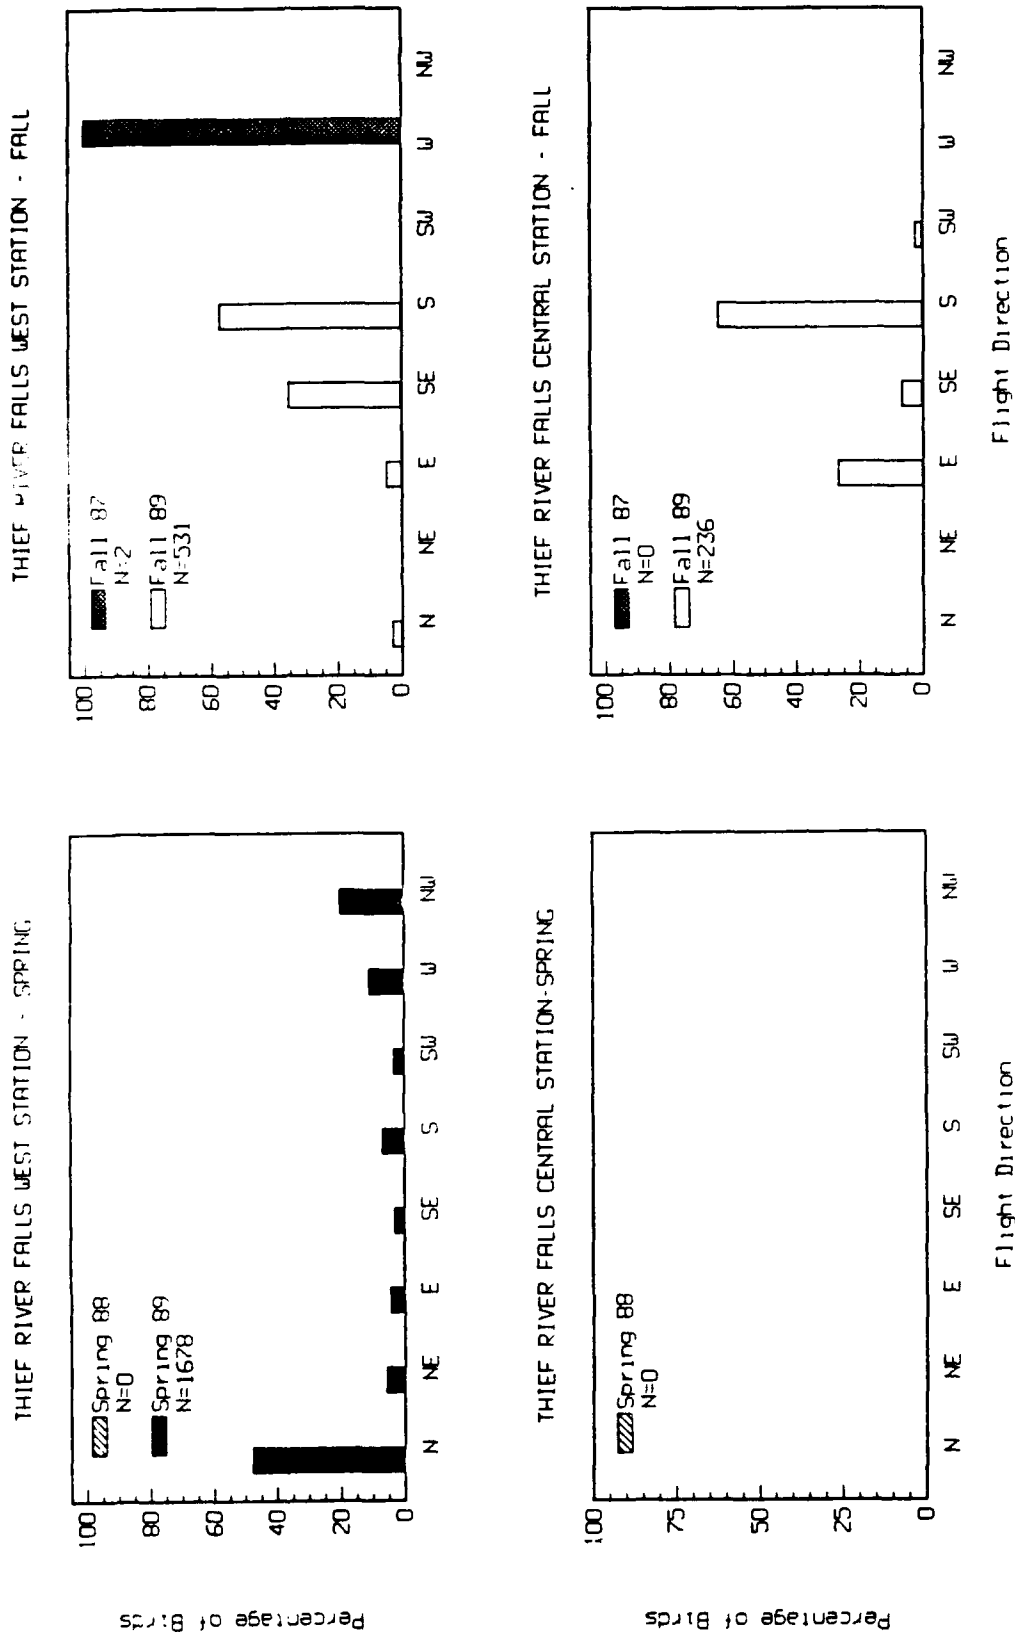 THIEF RIVER FALLS WEST STATION - SPRING
Spring 88
N=0
Spring 89
N=1678
100
80
60
40
20
0
N NE E SE S SW W NW
Percentage of Birds
THIEF RIVER FALLS WEST STATION - FALL
Fall 87
N=2
Fall 89
N=531
100
80
60
40
20
0
N NE E SE S SW W NW
THIEF RIVER FALLS CENTRAL STATION-SPRING
Spring 88
N=0
100
75
50
25
0
N NE E SE S SW W NW
Percentage of Birds
Flight Direction
THIEF RIVER FALLS CENTRAL STATION - FALL
Fall 87
N=0
Fall 89
N=236
100
80
60
40
20
0
N NE E SE S SW W NW
Flight Direction